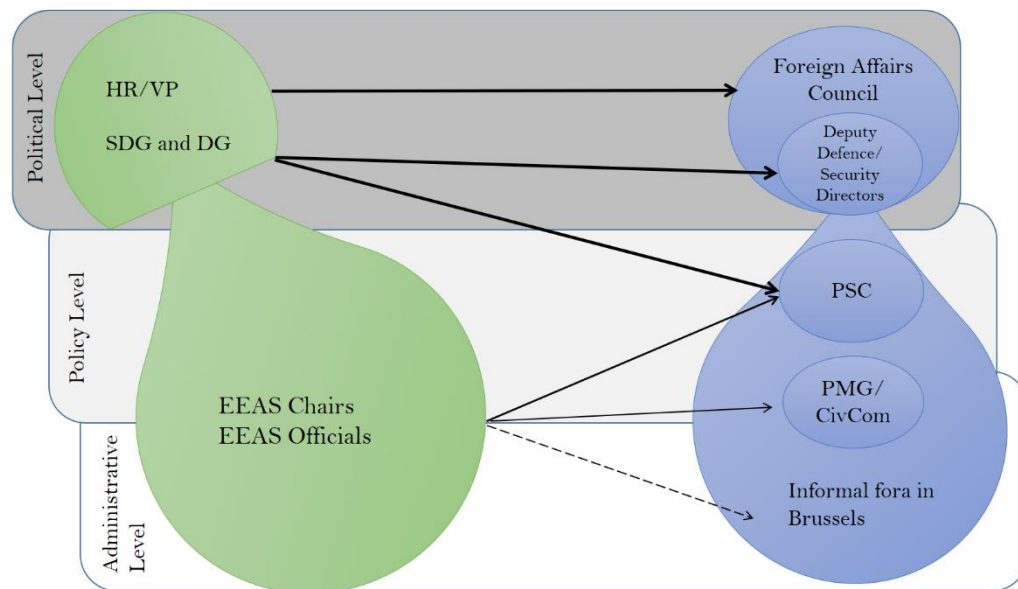 Political Level
HR/VP
SDG and DG
Foreign Affairs
Council
Deputy
Defence/
Security
Directors
Policy Level
PSC
EEAS Chairs
EEAS Officials
PMG/
CivCom
Administrative
Level
Informal fora in
Brussels